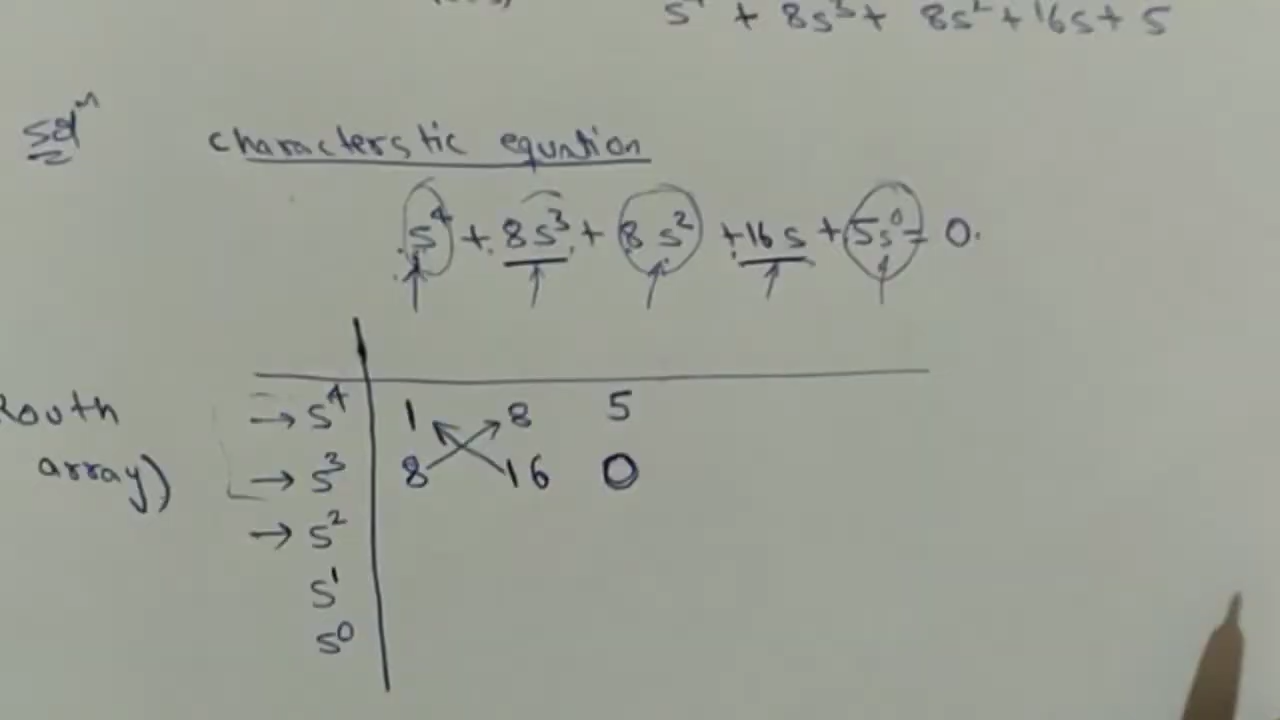 s⁴ + 8s³ + 8s² + 16s + 5
Solⁿ
characterstic equation
s⁴ + 8s³ + 8s² + 16s + 5s⁰ = 0.
Routh
array)
→ s⁴ 1 8 5
→ s³ 8 16 0
→ s²
s¹
s⁰